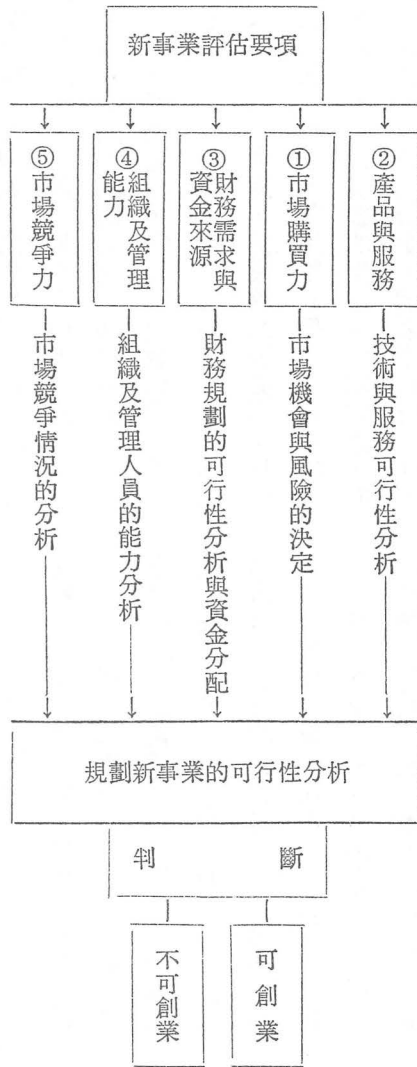 新事業評估要項
②產品與服務
①市場購買力
③財務需求與
資金來源
④組織及管理
能力
⑤市場競爭力
技術與服務可行性分析
市場機會與風險的決定
財務規劃的可行性分析與資金分配
組織及管理人員的能力分析
市場競爭情況的分析
規劃新事業的可行性分析
判 斷
可創業
不可創業